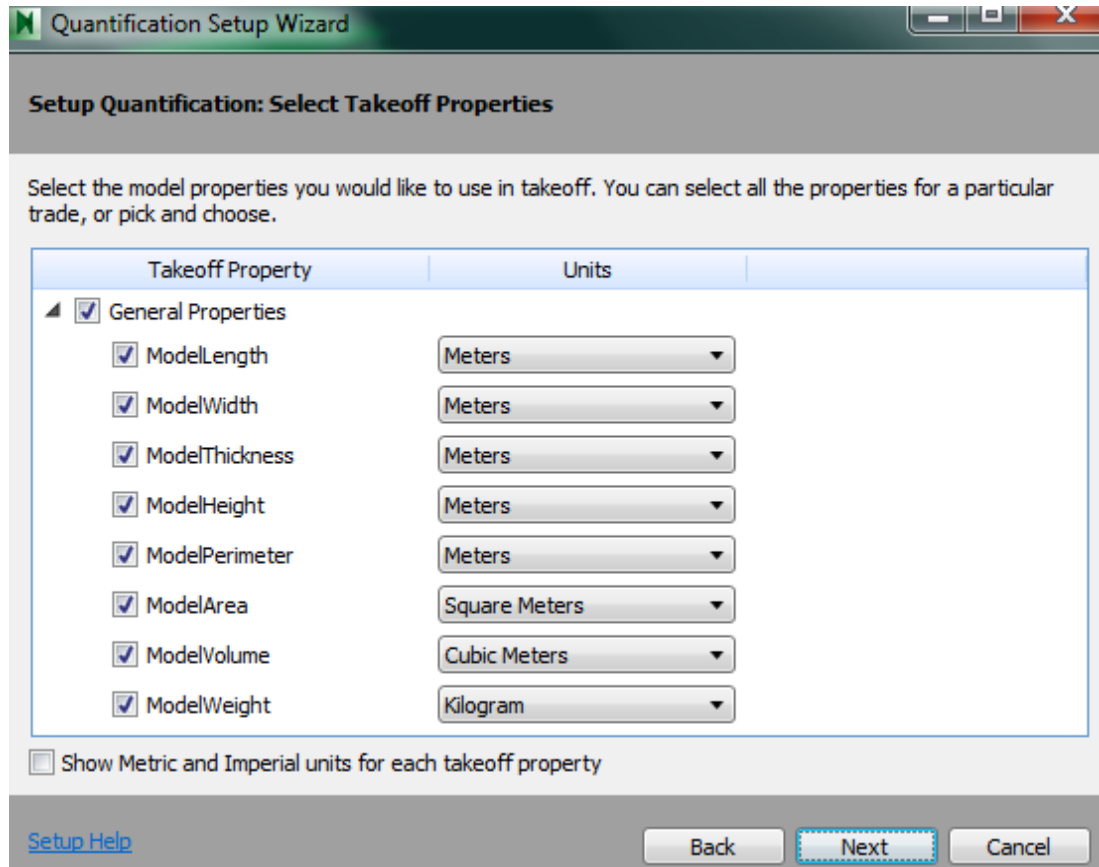 Quantification Setup Wizard
Setup Quantification: Select Takeoff Properties
Select the model properties you would like to use in takeoff. You can select all the properties for a particular
trade, or pick and choose.
Takeoff Property Units
General Properties
ModelLength Meters
ModelWidth Meters
ModelThickness Meters
ModelHeight Meters
ModelPerimeter Meters
ModelArea Square Meters
ModelVolume Cubic Meters
ModelWeight Kilogram
Show Metric and Imperial units for each takeoff property
Setup Help Back Next Cancel